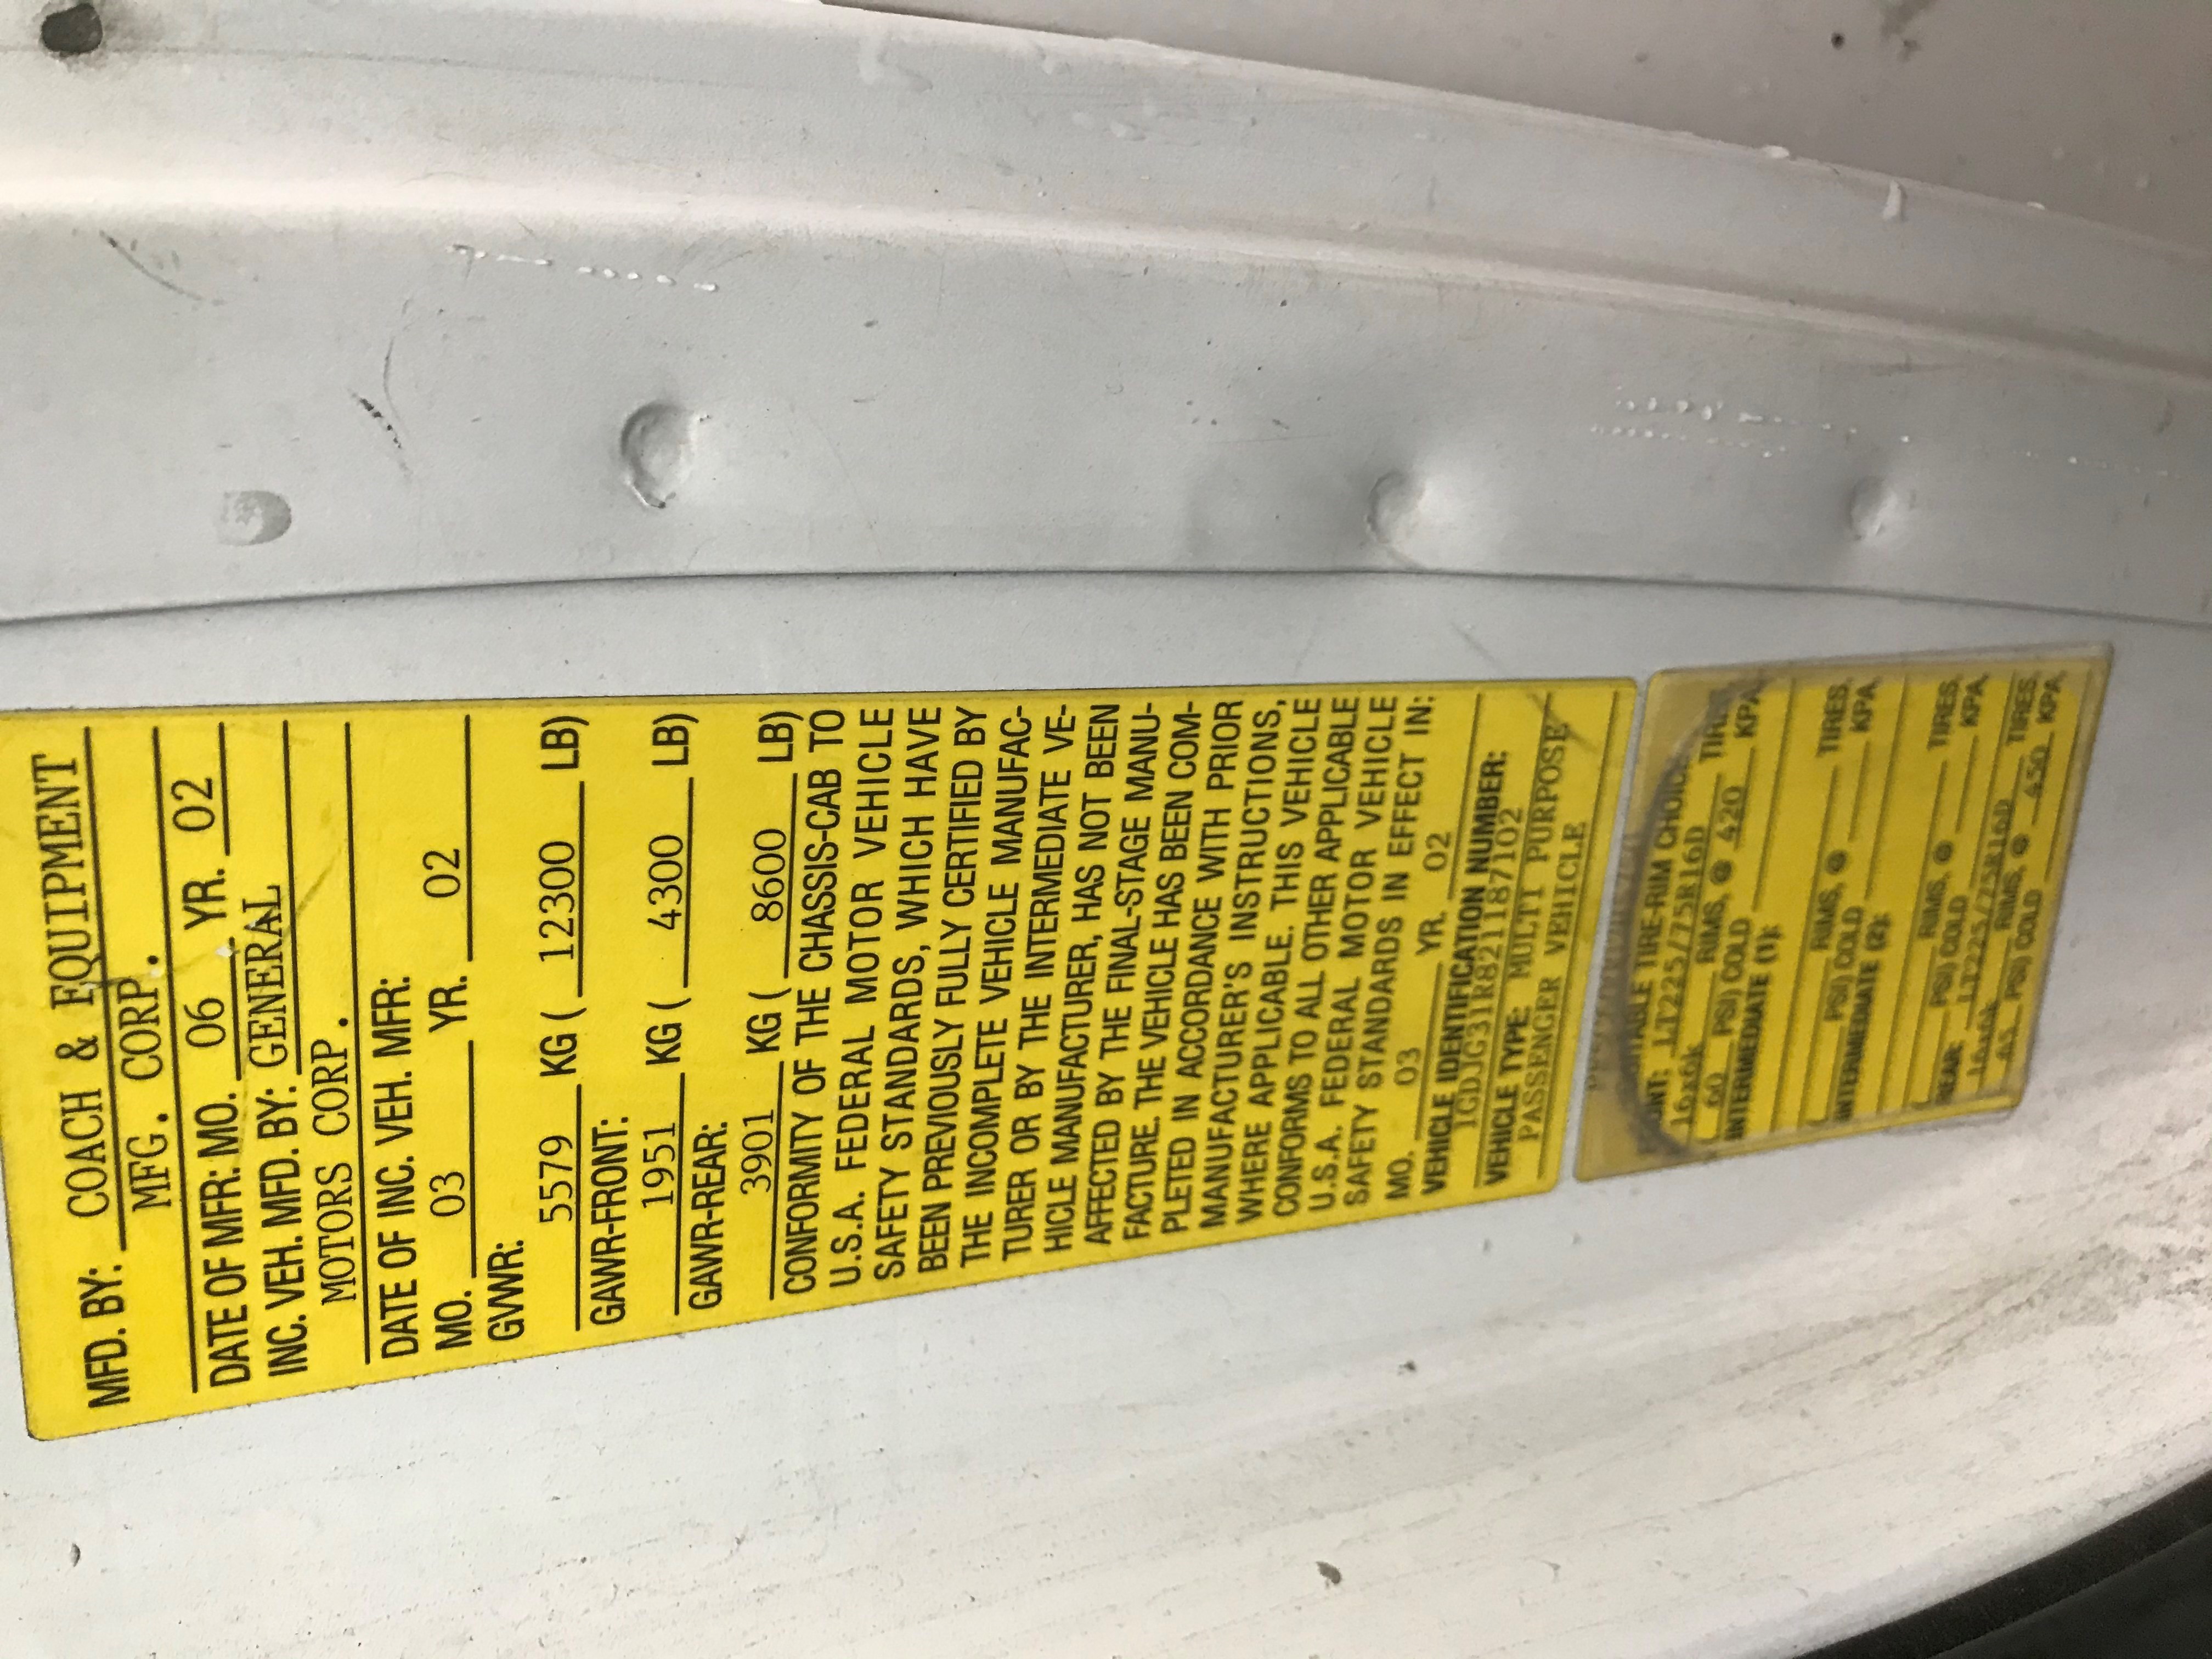 MFD. BY: COACH & EQUIPMENT
MFG. CORP.
DATE OF MFR: MO. 06 YR. 02
INC. VEH. MFD. BY: GENERAL
MOTORS CORP.
DATE OF INC. VEH. MFR:
MO. 03 YR. 02
GVWR:
5579 KG ( 12300 LB)
GAWR-FRONT:
1951 KG ( 4300 LB)
GAWR-REAR:
3901 KG ( 8600 LB)
CONFORMITY OF THE CHASSIS-CAB TO
U.S.A. FEDERAL MOTOR VEHICLE
SAFETY STANDARDS, WHICH HAVE
BEEN PREVIOUSLY FULLY CERTIFIED BY
THE INCOMPLETE VEHICLE MANUFAC-
TURER OR BY THE INTERMEDIATE VE-
HICLE MANUFACTURER, HAS NOT BEEN
AFFECTED BY THE FINAL-STAGE MANU-
FACTURE. THE VEHICLE HAS BEEN COM-
PLETED IN ACCORDANCE WITH PRIOR
MANUFACTURER'S INSTRUCTIONS,
WHERE APPLICABLE. THIS VEHICLE
CONFORMS TO ALL OTHER APPLICABLE
U.S.A. FEDERAL MOTOR VEHICLE
SAFETY STANDARDS IN EFFECT IN:
MO. 03 YR. 02
VEHICLE IDENTIFICATION NUMBER:
1GDJG31R821187102
VEHICLE TYPE: MULTI PURPOSE
PASSENGER VEHICLE
TIRE-RIM CHOICE
FRONT: LT225/75R16D TIRES
16x6k RIMS, @ 420 KPA,
( 60 PSI) COLD
INTERMEDIATE (1):
TIRES.
RIMS, @ KPA,
( PSI) COLD
INTERMEDIATE (2):
TIRES.
RIMS, @ KPA,
( PSI) COLD
REAR: LT225/75R16D TIRES.
16x6k RIMS, @ 450 KPA,
65 PSI) COLD